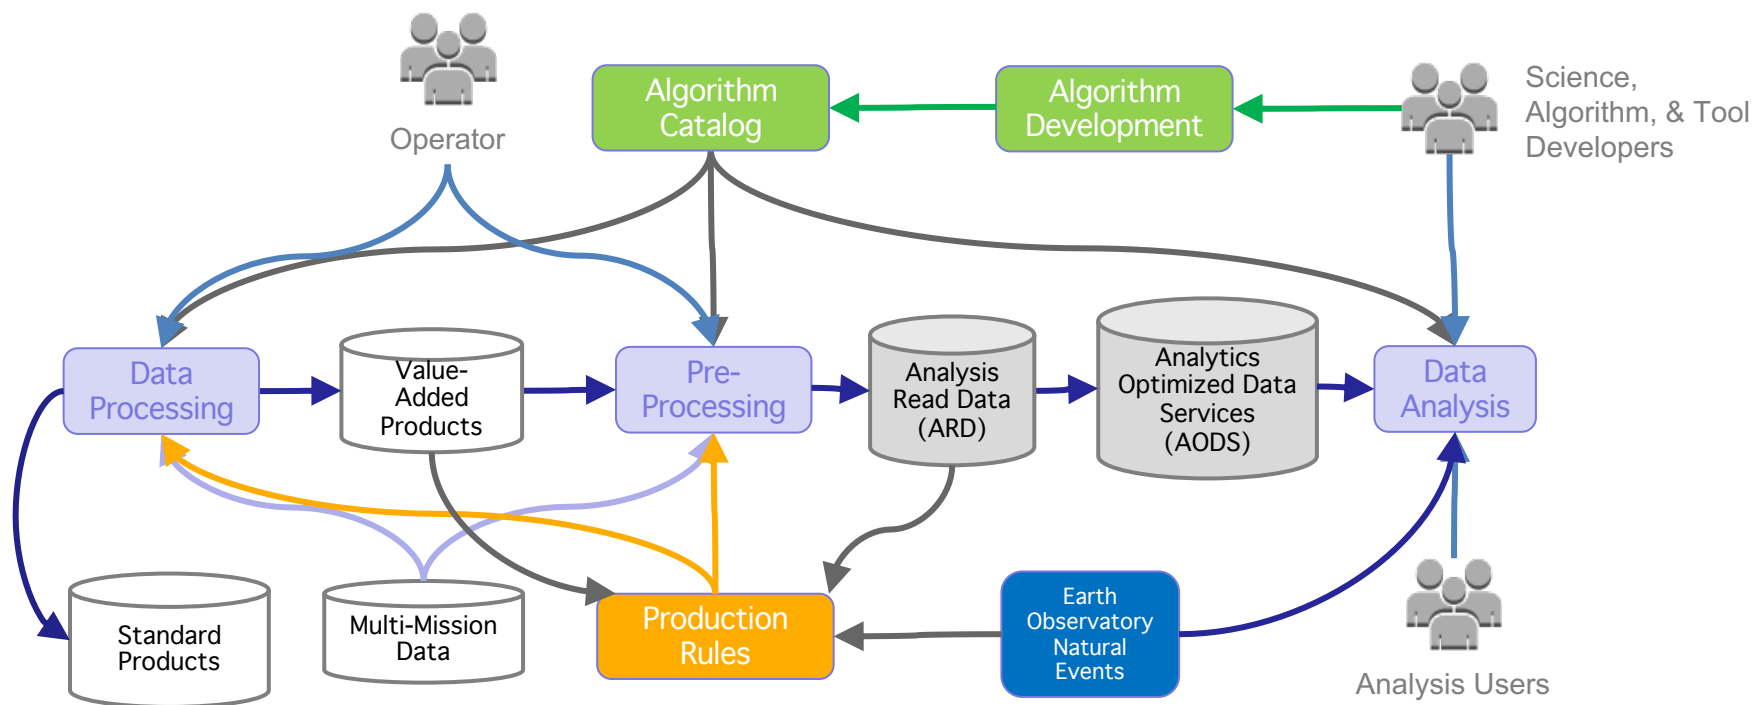 Operator
Algorithm
Catalog
Algorithm
Development
Science,
Algorithm, & Tool
Developers
Data
Processing
Value-
Added
Products
Pre-
Processing
Analysis
Read Data
(ARD)
Analytics
Optimized Data
Services
(AODS)
Data
Analysis
Standard
Products
Multi-Mission
Data
Production
Rules
Earth
Observatory
Natural
Events
Analysis Users